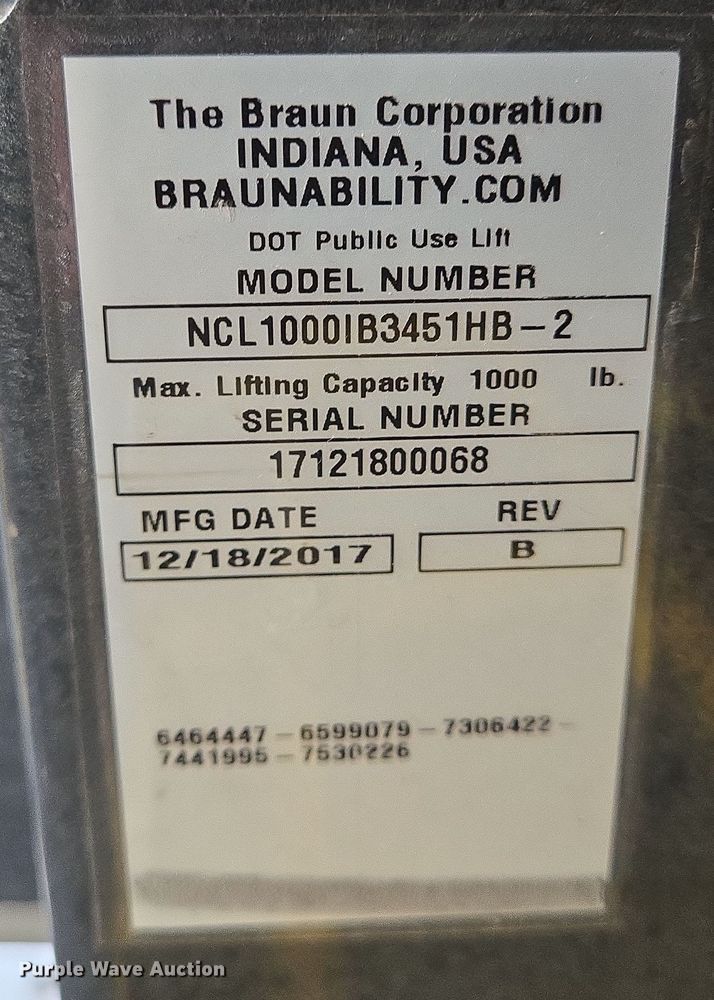 The Braun Corporation
INDIANA, USA
BRAUNABILITY.COM
DOT Public Use Lift
MODEL NUMBER
NCL1000IB3451HB-2
Max. Lifting Capacity 1000 lb.
SERIAL NUMBER
17121800068
MFG DATE REV
12/18/2017 B
6464447-6599079-7306422-
7441995-7530226
Purple Wave Auction